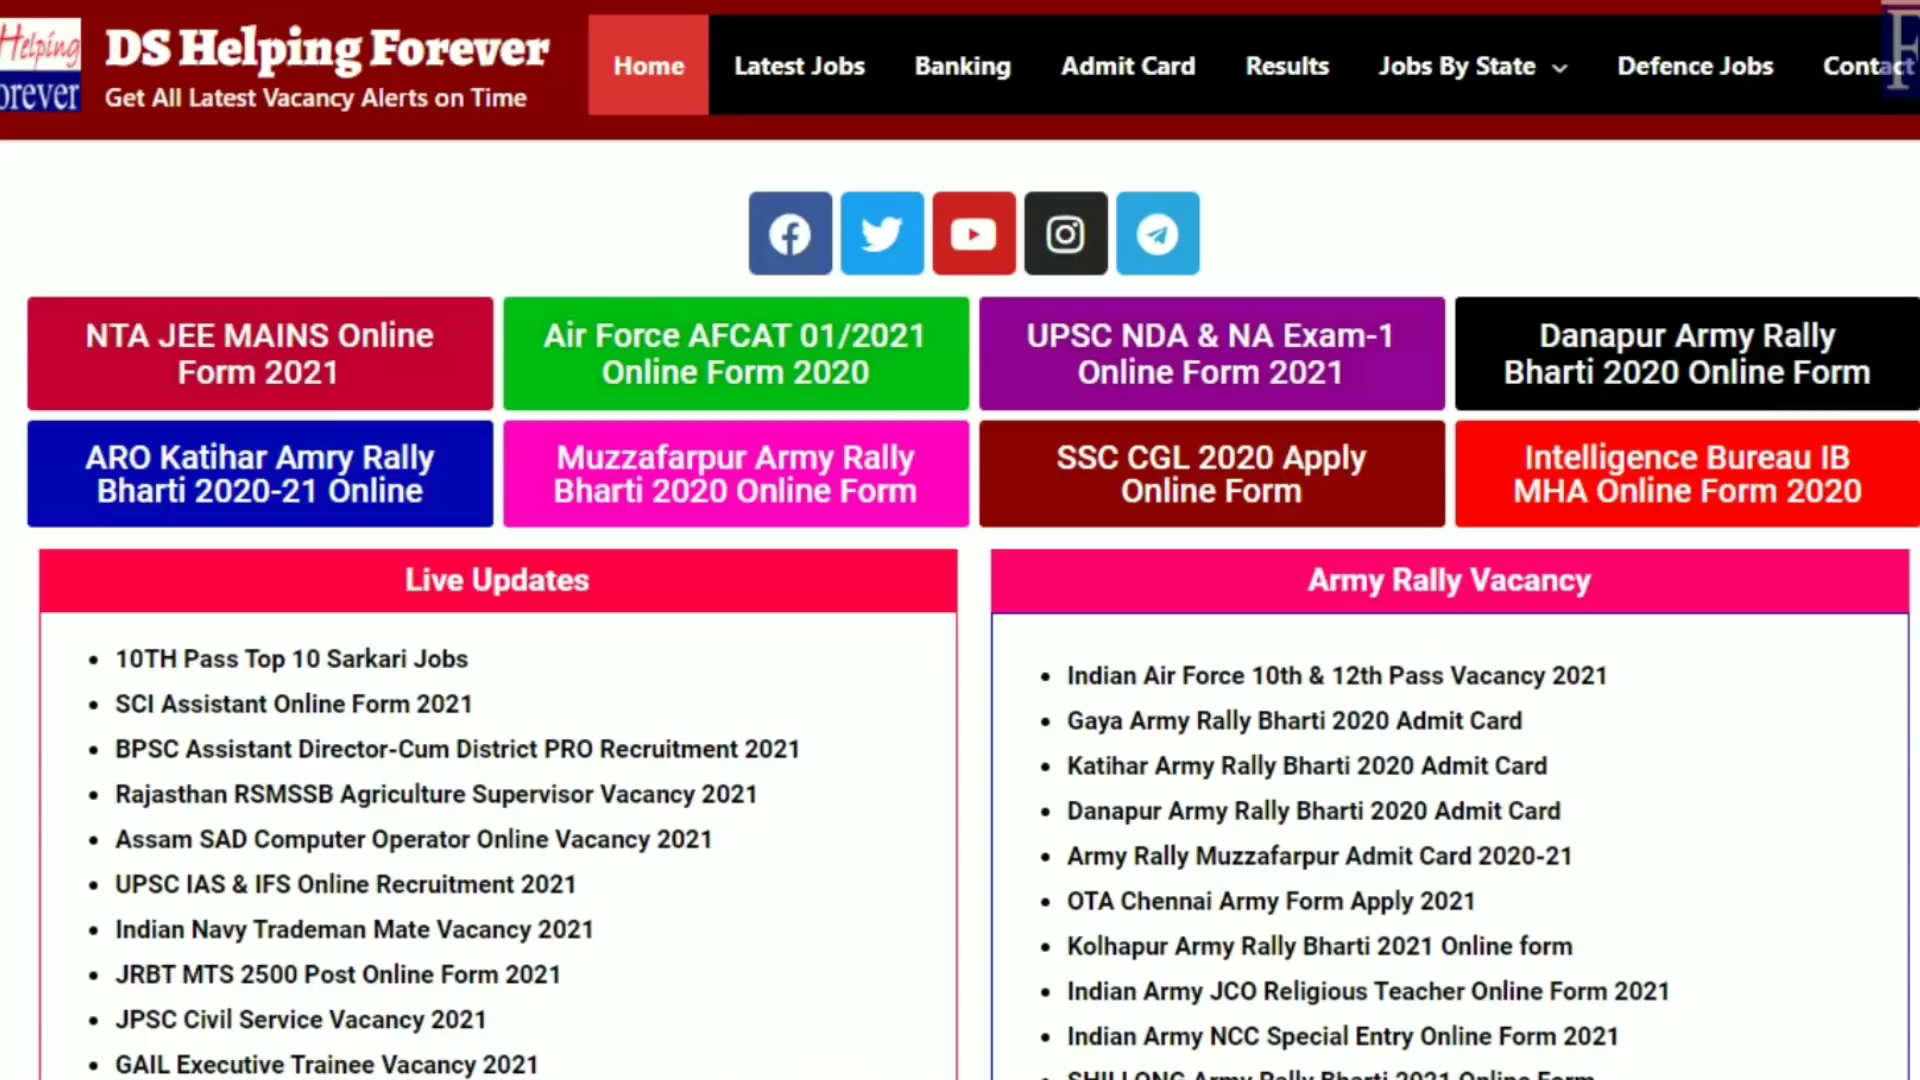 Helping
orever
DS Helping Forever
Get All Latest Vacancy Alerts on Time
Home Latest Jobs Banking Admit Card Results Jobs By State Defence Jobs Contact
F
NTA JEE MAINS Online
Form 2021
Air Force AFCAT 01/2021
Online Form 2020
UPSC NDA & NA Exam-1
Online Form 2021
Danapur Army Rally
Bharti 2020 Online Form
ARO Katihar Amry Rally
Bharti 2020-21 Online
Muzzafarpur Army Rally
Bharti 2020 Online Form
SSC CGL 2020 Apply
Online Form
Intelligence Bureau IB
MHA Online Form 2020
Live Updates
10TH Pass Top 10 Sarkari Jobs
SCI Assistant Online Form 2021
BPSC Assistant Director-Cum District PRO Recruitment 2021
Rajasthan RSMSSB Agriculture Supervisor Vacancy 2021
Assam SAD Computer Operator Online Vacancy 2021
UPSC IAS & IFS Online Recruitment 2021
Indian Navy Trademan Mate Vacancy 2021
JRBT MTS 2500 Post Online Form 2021
JPSC Civil Service Vacancy 2021
GAIL Executive Trainee Vacancy 2021
Army Rally Vacancy
Indian Air Force 10th & 12th Pass Vacancy 2021
Gaya Army Rally Bharti 2020 Admit Card
Katihar Army Rally Bharti 2020 Admit Card
Danapur Army Rally Bharti 2020 Admit Card
Army Rally Muzzafarpur Admit Card 2020-21
OTA Chennai Army Form Apply 2021
Kolhapur Army Rally Bharti 2021 Online form
Indian Army JCO Religious Teacher Online Form 2021
Indian Army NCC Special Entry Online Form 2021
SHILLONG Army Rally Bharti 2021 Online Form